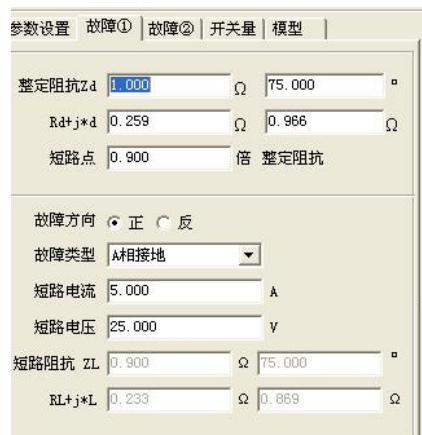 参数设置 故障① 故障② 开关量 模型
整定阻抗Zd 1.000 Ω 75.000 °
Rd+j*d 0.259 Ω 0.966 Ω
短路点 0.900 倍 整定阻抗
故障方向 正 反
故障类型 A相接地
短路电流 5.000 A
短路电压 25.000 V
短路阻抗 ZL 0.900 Ω 75.000 °
RL+j*L 0.233 Ω 0.869 Ω